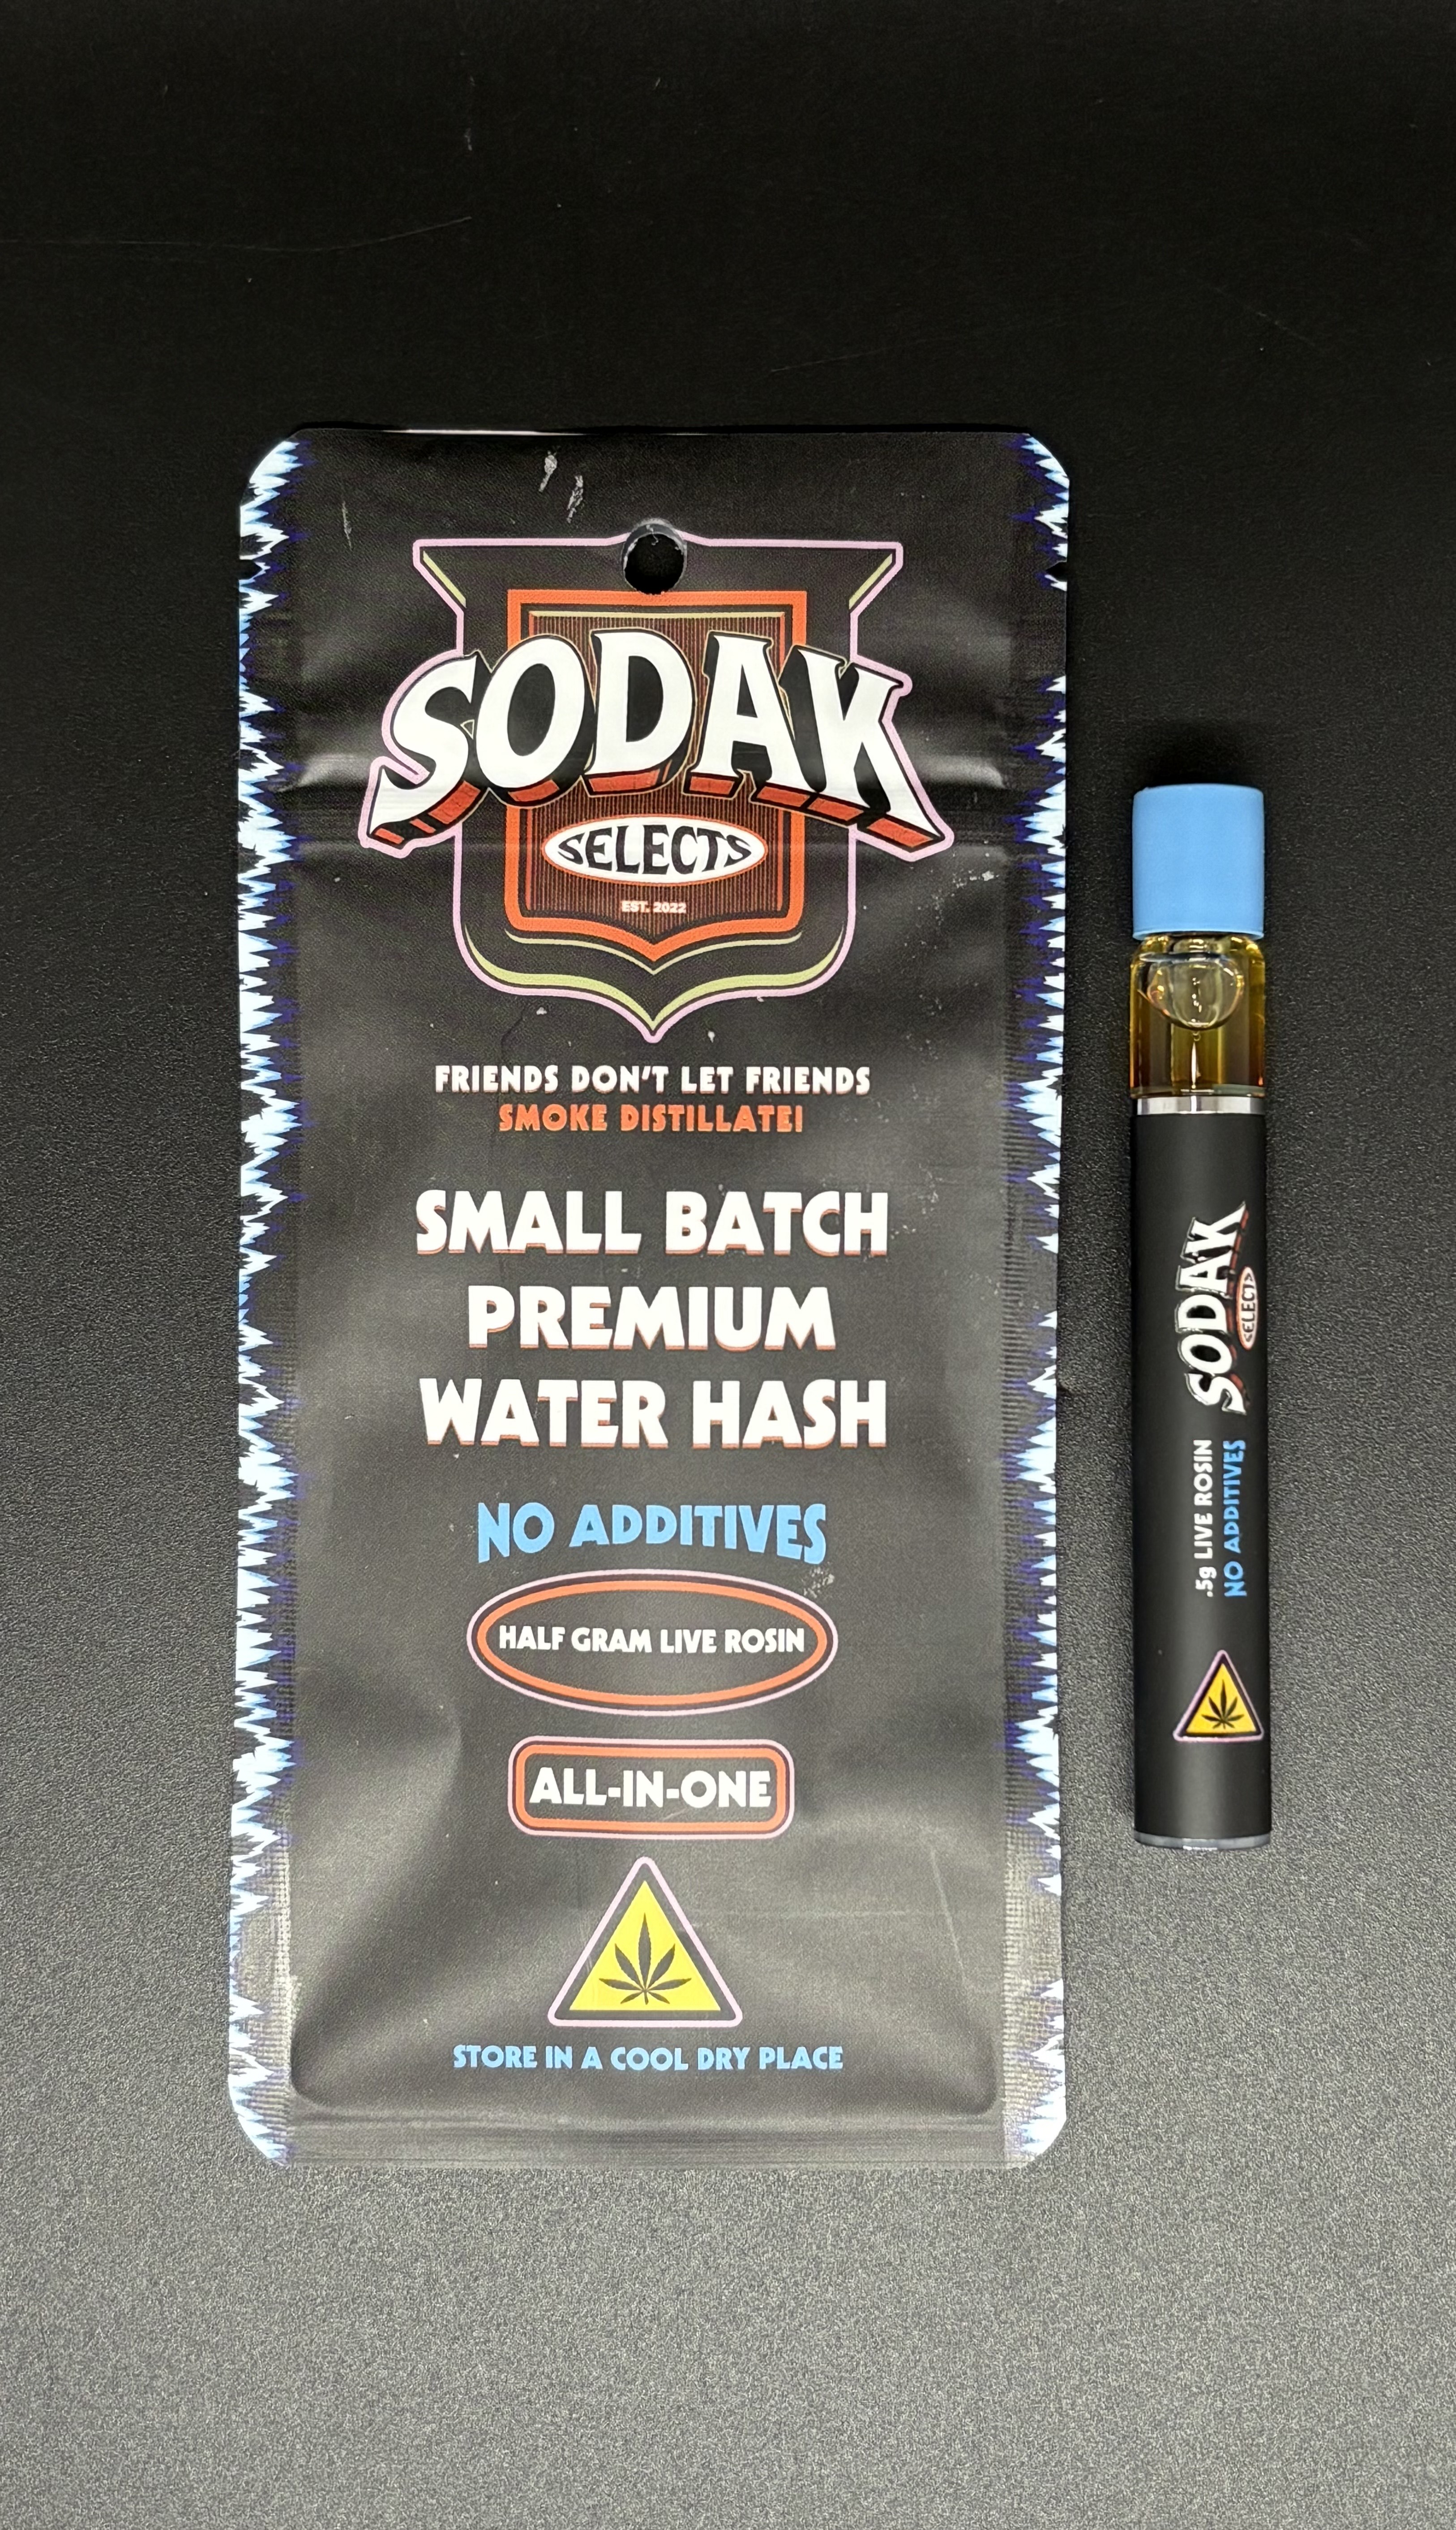 SODAK
SELECTS
EST. 2022
FRIENDS DON'T LET FRIENDS
SMOKE DISTILLATE!
SMALL BATCH
PREMIUM
WATER HASH
NO ADDITIVES
HALF GRAM LIVE ROSIN
ALL-IN-ONE
STORE IN A COOL DRY PLACE
SODAK
SELECTS
.5g LIVE ROSIN
NO ADDITIVES